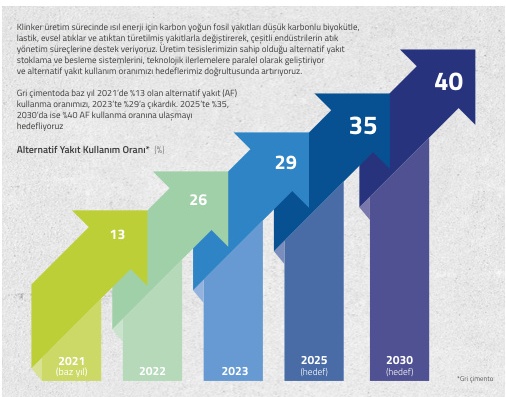 Klinker üretim sürecinde ısıl enerji için karbon yoğun fosil yakıtları düşük karbonlu biyokütle,
lastik, evsel atıklar ve atıktan türetilmiş yakıtlarla değiştirerek, çeşitli endüstrilerin atık
yönetim süreçlerine destek veriyoruz. Üretim tesislerimizin sahip olduğu alternatif yakıt
stoklama ve besleme sistemlerini, teknolojik ilerlemelere paralel olarak geliştiriyor
ve alternatif yakıt kullanım oranımızı hedeflerimiz doğrultusunda artırıyoruz.
Gri çimentoda baz yıl 2021'de %13 olan alternatif yakıt (AF)
kullanma oranımızı, 2023'te %29'a çıkardık. 2025'te %35,
2030'da ise %40 AF kullanma oranına ulaşmayı
hedefliyoruz
Alternatif Yakıt Kullanım Oranı* (%)
13
26
29
35
40
2021
(baz yıl)
2022
2023
2025
(hedef)
2030
(hedef)
*Gri çimento